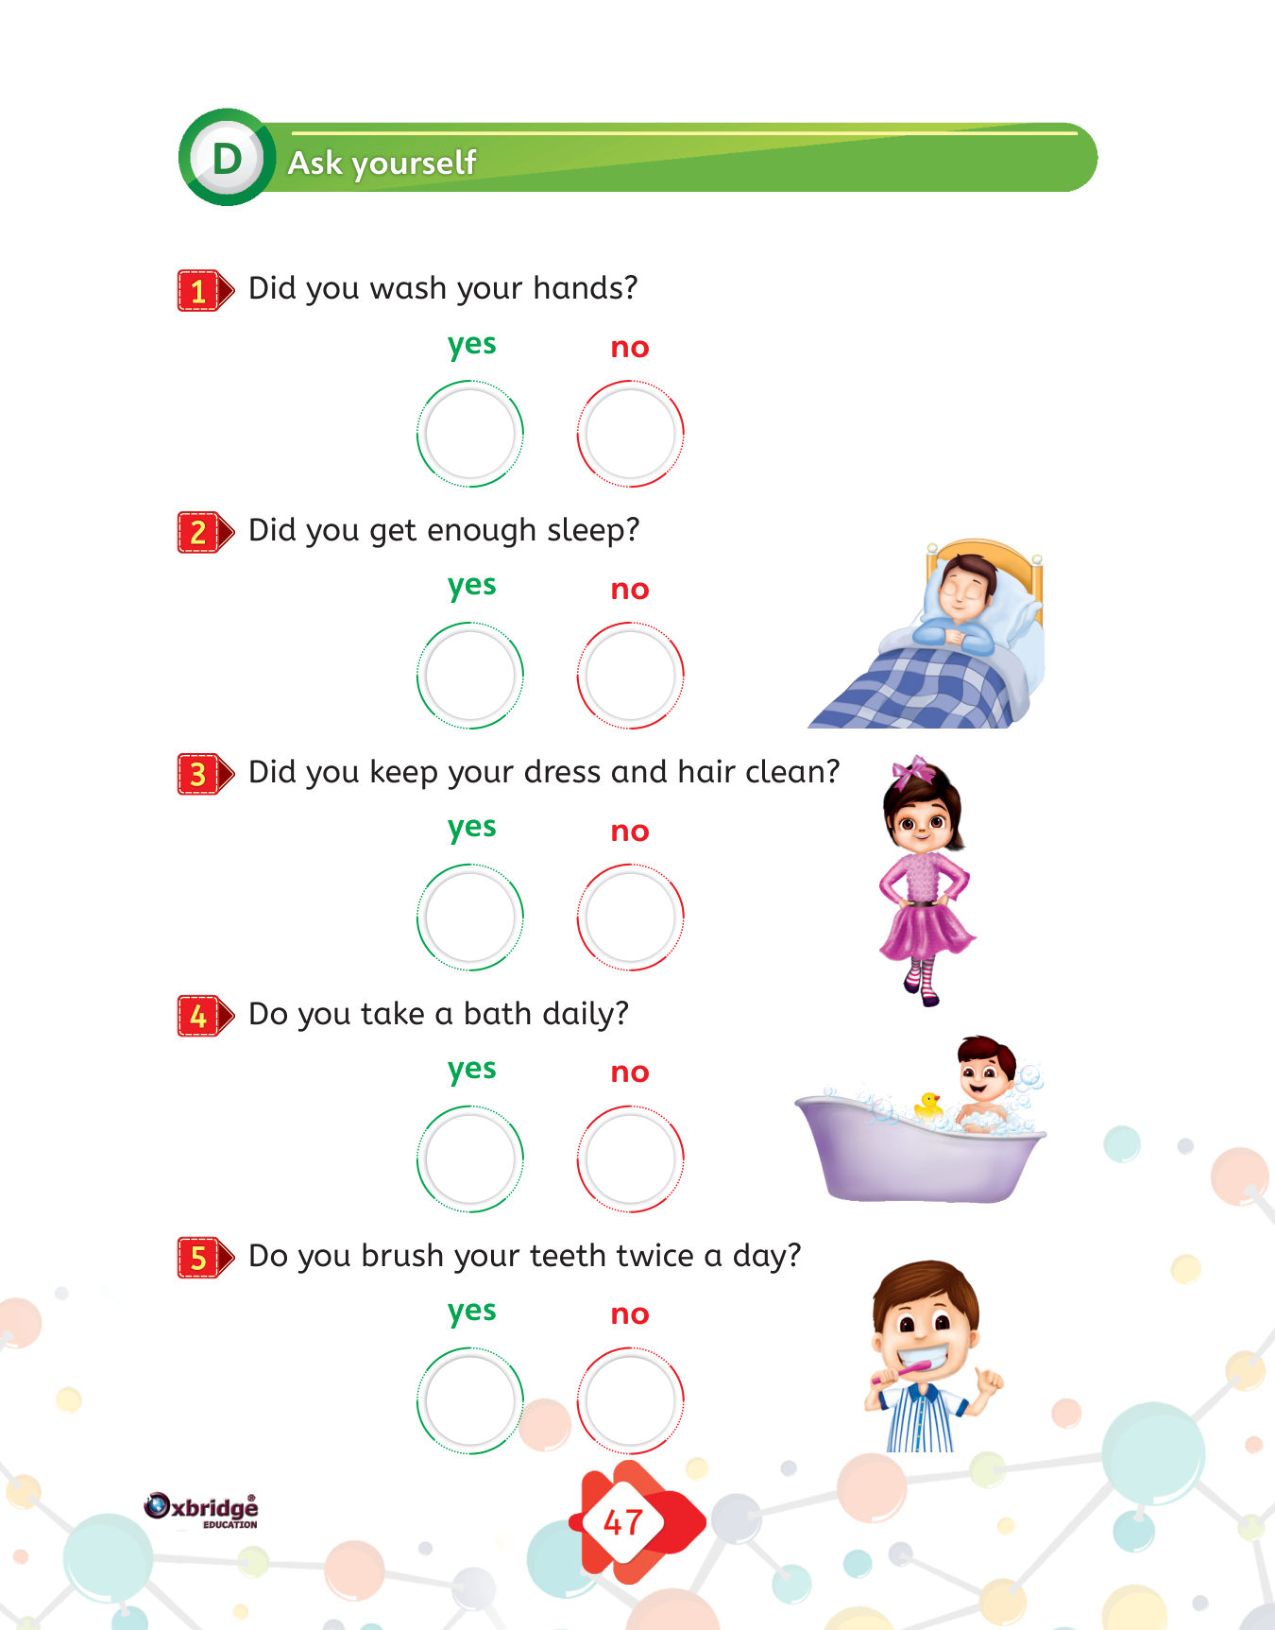 D
Ask yourself
1 Did you wash your hands?
yes no
2 Did you get enough sleep?
yes no
3 Did you keep your dress and hair clean?
yes no
4 Do you take a bath daily?
yes no
5 Do you brush your teeth twice a day?
yes no
Oxbridge®
EDUCATION
47